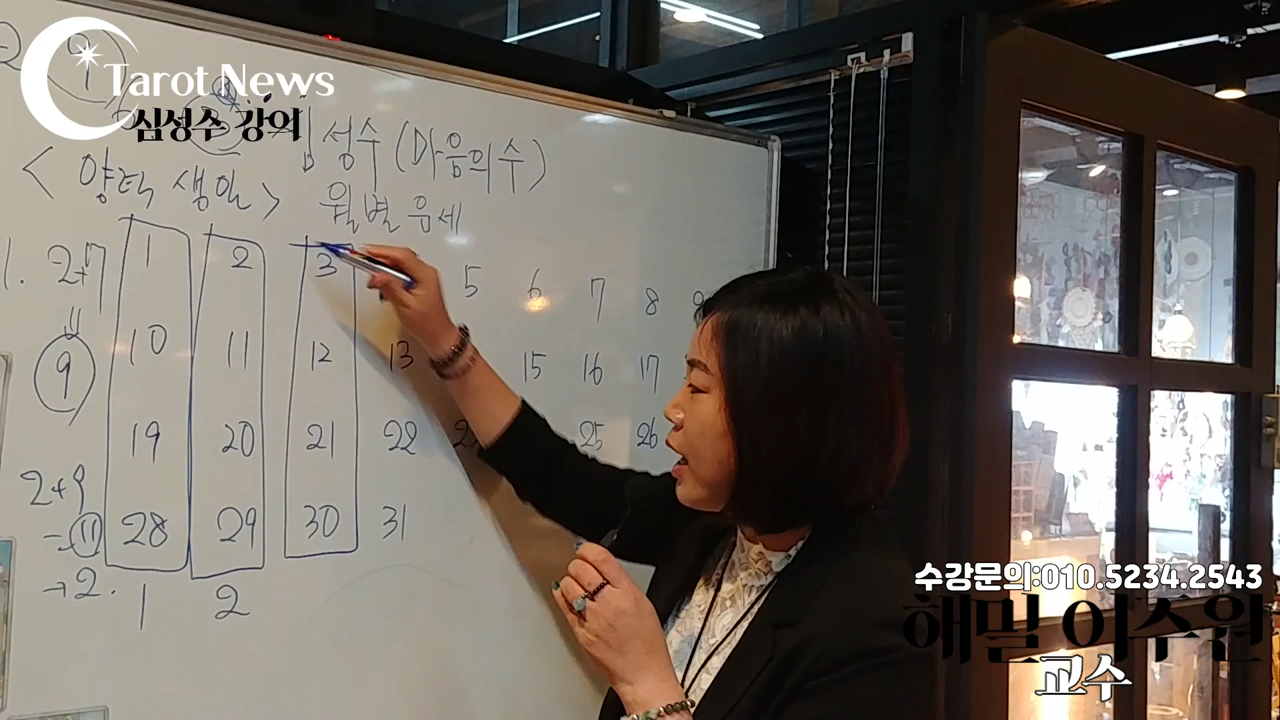 Tarot News
심성수 강의
9
심성수 (마음의수)
<양력 생일> 월별 운세
1. 2+7 1 2 3 5 6 7 8 9
=
9 10 11 12 13 15 16 17
19 20 21 22 25 26
2+9
=11 28 29 30 31
→2. 1 2
수강문의:010.5234.2543
해밀 이수원
교수